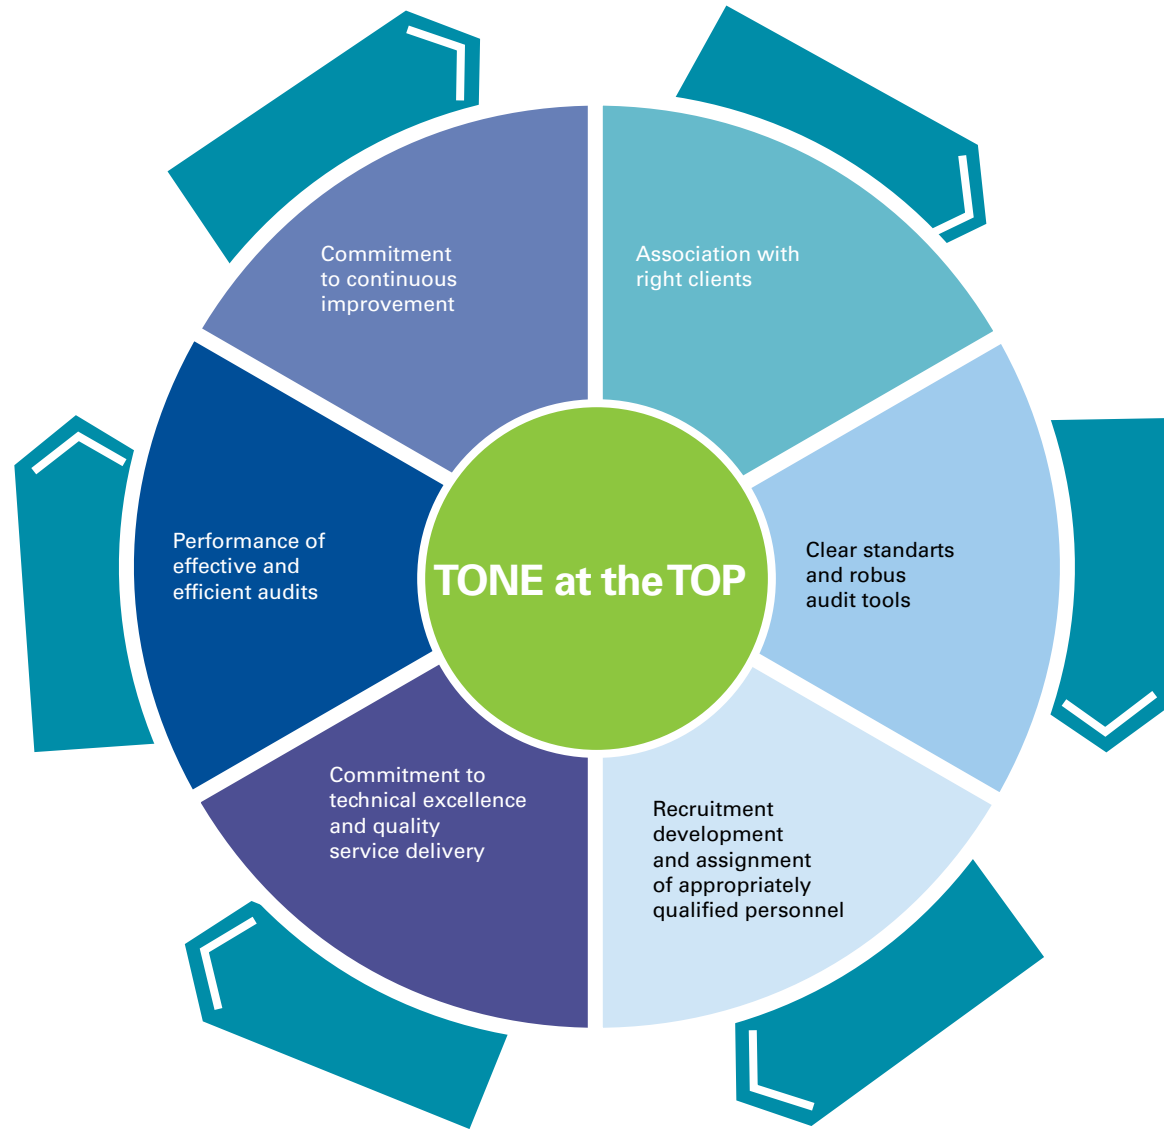 Commitment
to continuous
improvement
Association with
right clients
Performance of
effective and
efficient audits
TONE at the TOP
Clear standarts
and robus
audit tools
Commitment to
technical excellence
and quality
service delivery
Recruitment
development
and assignment
of appropriately
qualified personnel